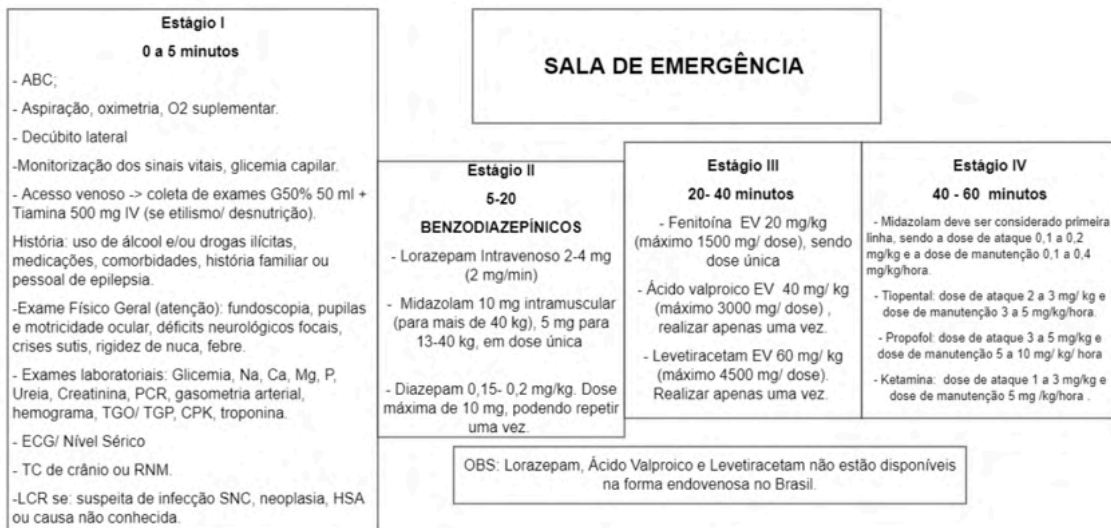 Estágio I
0 a 5 minutos
- ABC;
- Aspiração, oximetria, O2 suplementar.
- Decúbito lateral
-Monitorização dos sinais vitais, glicemia capilar.
- Acesso venoso -> coleta de exames G50% 50 ml +
Tiamina 500 mg IV (se etilismo/ desnutrição).
História: uso de álcool e/ou drogas ilícitas,
medicações, comorbidades, história familiar ou
pessoal de epilepsia.
-Exame Físico Geral (atenção): fundoscopia, pupilas
e motricidade ocular, déficits neurológicos focais,
crises sutis, rigidez de nuca, febre.
- Exames laboratoriais: Glicemia, Na, Ca, Mg, P,
Ureia, Creatinina, PCR, gasometria arterial,
hemograma, TGO/ TGP, CPK, troponina.
- ECG/ Nível Sérico
- TC de crânio ou RNM.
-LCR se: suspeita de infecção SNC, neoplasia, HSA
ou causa não conhecida.
SALA DE EMERGÊNCIA
Estágio II
5-20
BENZODIAZEPÍNICOS
- Lorazepam Intravenoso 2-4 mg
(2 mg/min)
- Midazolam 10 mg intramuscular
(para mais de 40 kg), 5 mg para
13-40 kg, em dose única
- Diazepam 0,15- 0,2 mg/kg. Dose
máxima de 10 mg, podendo repetir
uma vez.
Estágio III
20- 40 minutos
- Fenitoína EV 20 mg/kg
(máximo 1500 mg/ dose), sendo
dose única
- Ácido valproico EV 40 mg/ kg
(máximo 3000 mg/ dose) ,
realizar apenas uma vez.
- Levetiracetam EV 60 mg/ kg
(máximo 4500 mg/ dose).
Realizar apenas uma vez.
Estágio IV
40 - 60 minutos
- Midazolam deve ser considerado primeira
linha, sendo a dose de ataque 0,1 a 0,2
mg/kg e a dose de manutenção 0,1 a 0,4
mg/kg/hora.
- Tiopental: dose de ataque 2 a 3 mg/ kg e
dose de manutenção 3 a 5 mg/kg/hora.
- Propofol: dose de ataque 3 a 5 mg/kg e
dose de manutenção 5 a 10 mg/ kg/ hora
- Ketamina: dose de ataque 1 a 3 mg/kg e
dose de manutenção 5 mg /kg/hora .
OBS: Lorazepam, Ácido Valproico e Levetiracetam não estão disponíveis
na forma endovenosa no Brasil.